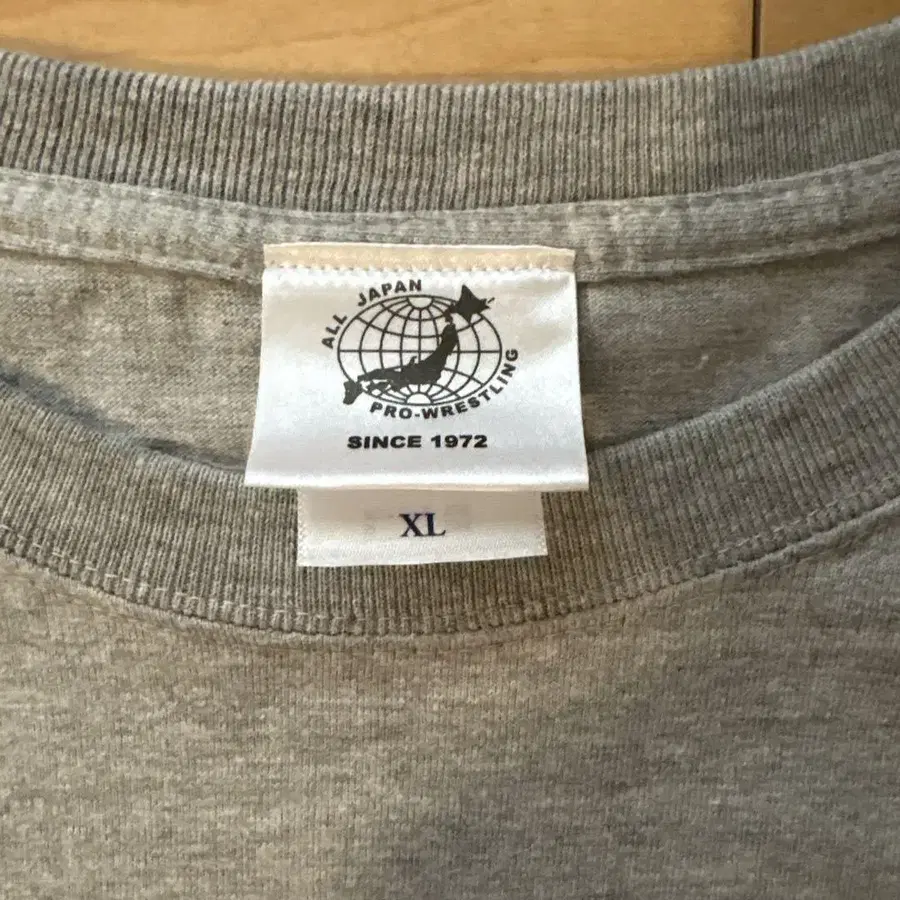 ALL JAPAN
PRO-WRESTLING
SINCE 1972
XL